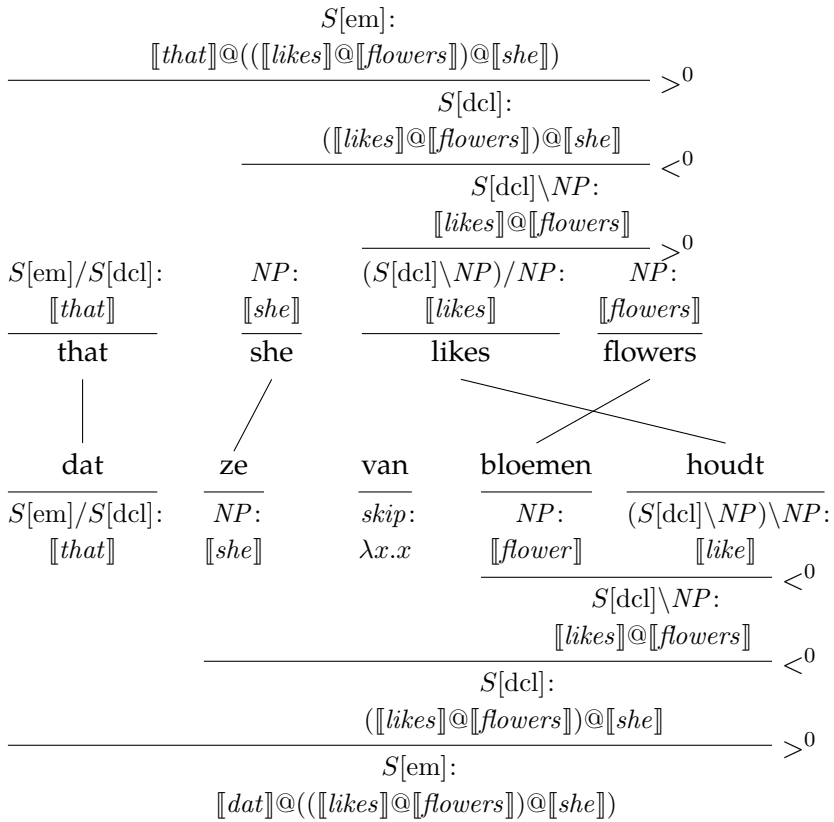 S[em]:
⟦that⟧@((⟦likes⟧@⟦flowers⟧)@⟦she⟧)
>0
S[dcl]:
(⟦likes⟧@⟦flowers⟧)@⟦she⟧
<0
S[dcl]\NP:
⟦likes⟧@⟦flowers⟧
>0
S[em]/S[dcl]: NP: (S[dcl]\NP)/NP: NP:
⟦that⟧ ⟦she⟧ ⟦likes⟧ ⟦flowers⟧
that she likes flowers
dat ze van bloemen houdt
S[em]/S[dcl]: NP: skip: NP: (S[dcl]\NP)\NP:
⟦that⟧ ⟦she⟧ λx.x ⟦flower⟧ ⟦like⟧
<0
S[dcl]\NP:
⟦likes⟧@⟦flowers⟧
<0
S[dcl]:
(⟦likes⟧@⟦flowers⟧)@⟦she⟧
>0
S[em]:
⟦dat⟧@((⟦likes⟧@⟦flowers⟧)@⟦she⟧)